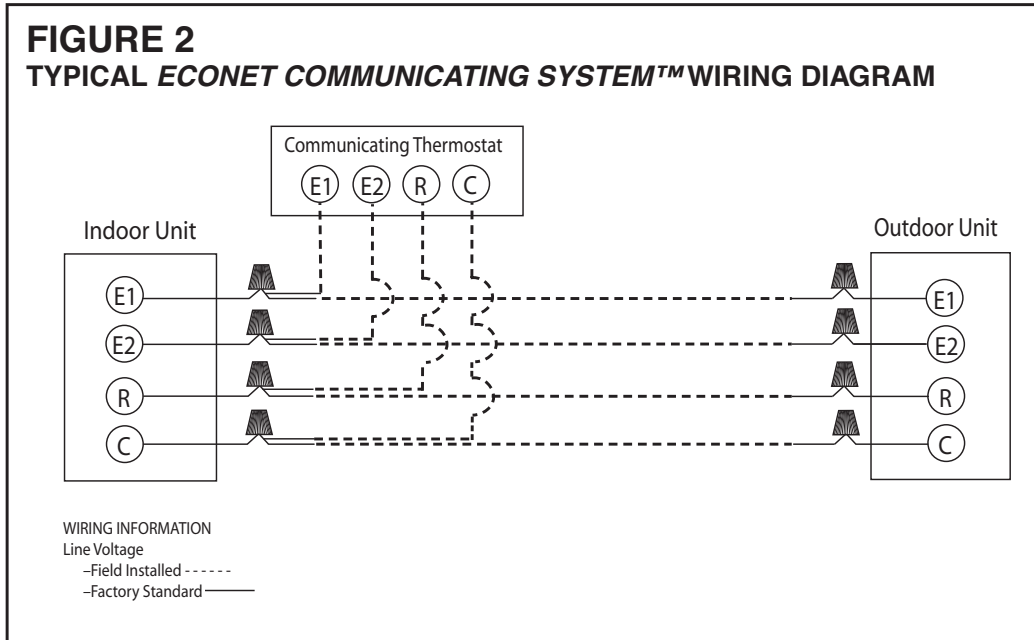 FIGURE 2
TYPICAL ECONET COMMUNICATING SYSTEM™ WIRING DIAGRAM
Communicating Thermostat
E1 E2 R C
Indoor Unit
Outdoor Unit
E1
E2
R
C
E1
E2
R
C
WIRING INFORMATION
Line Voltage
–Field Installed - - - - - -
–Factory Standard ———